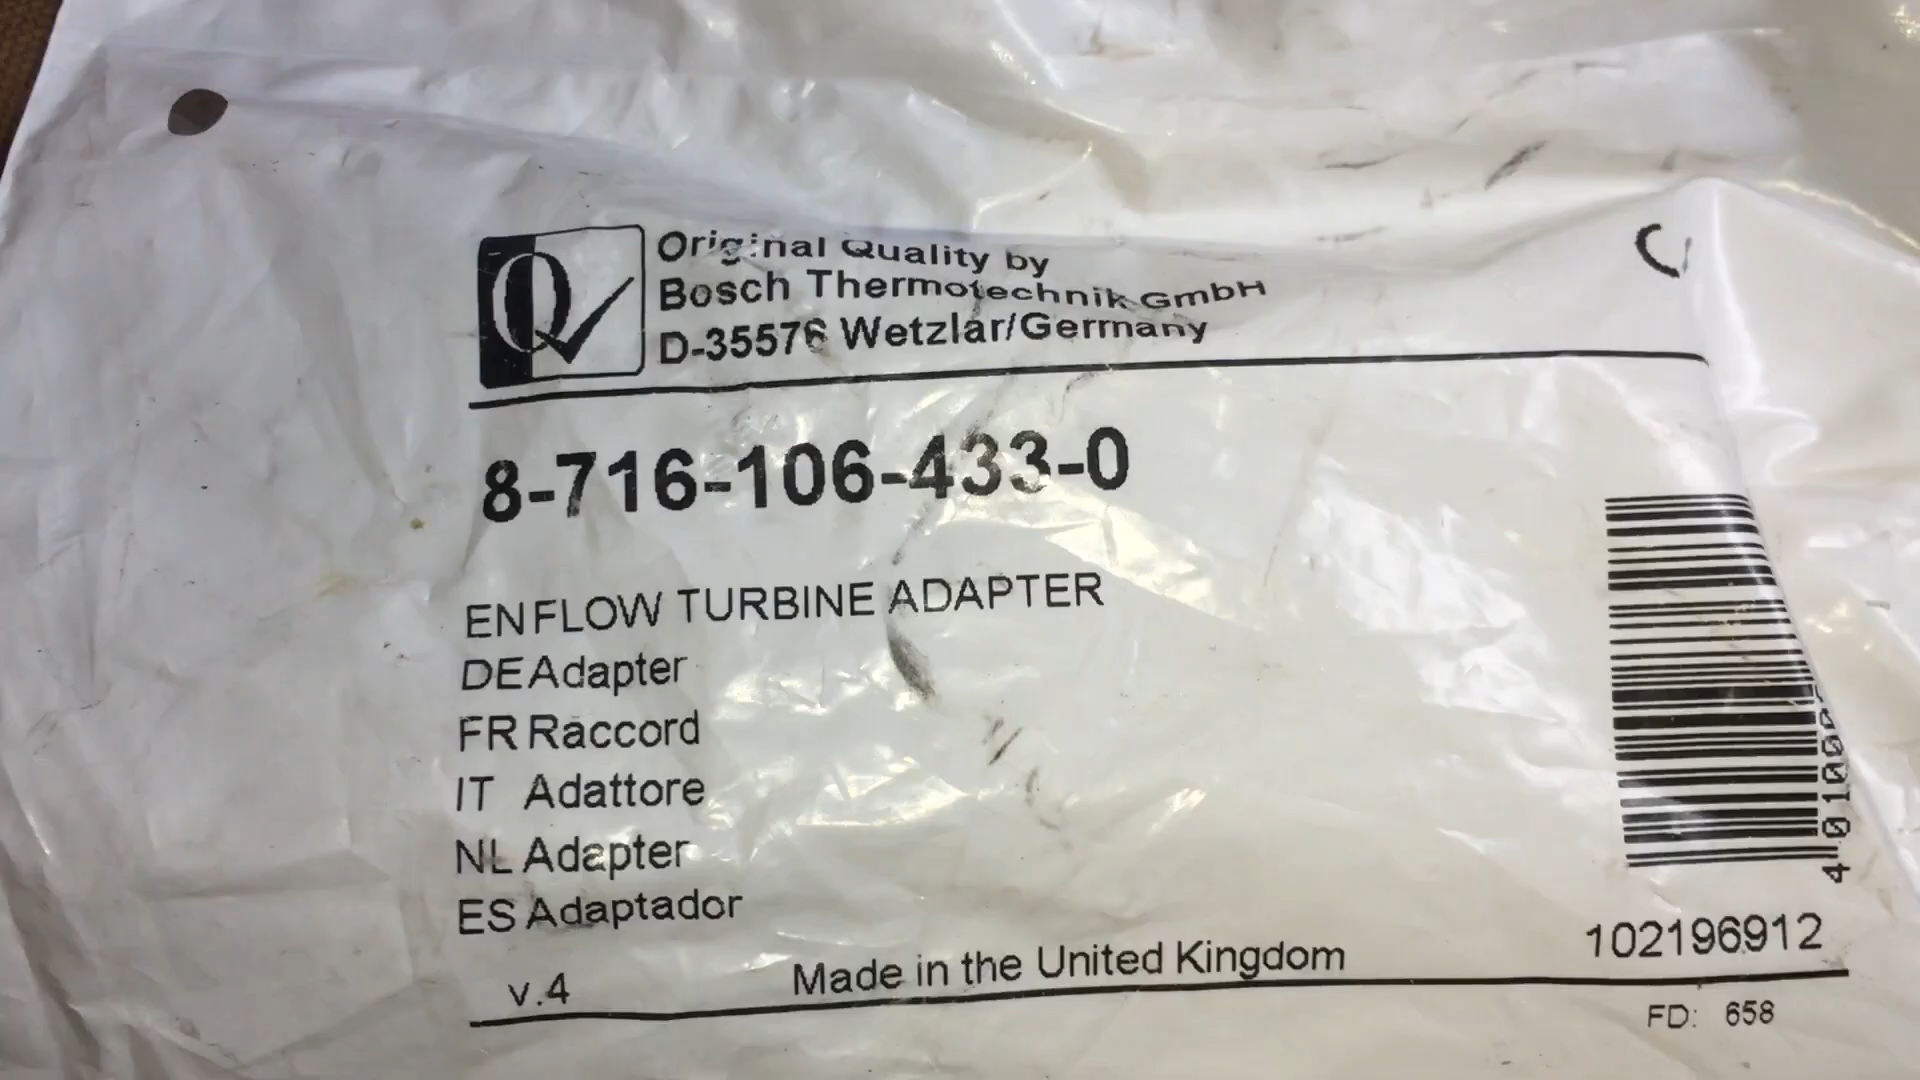 Q
Original Quality by
Bosch Thermotechnik GmbH
D-35576 Wetzlar/Germany
8-716-106-433-0
EN FLOW TURBINE ADAPTER
DE Adapter
FR Raccord
IT Adattore
NL Adapter
ES Adaptador
v.4
Made in the United Kingdom
102196912
FD: 658